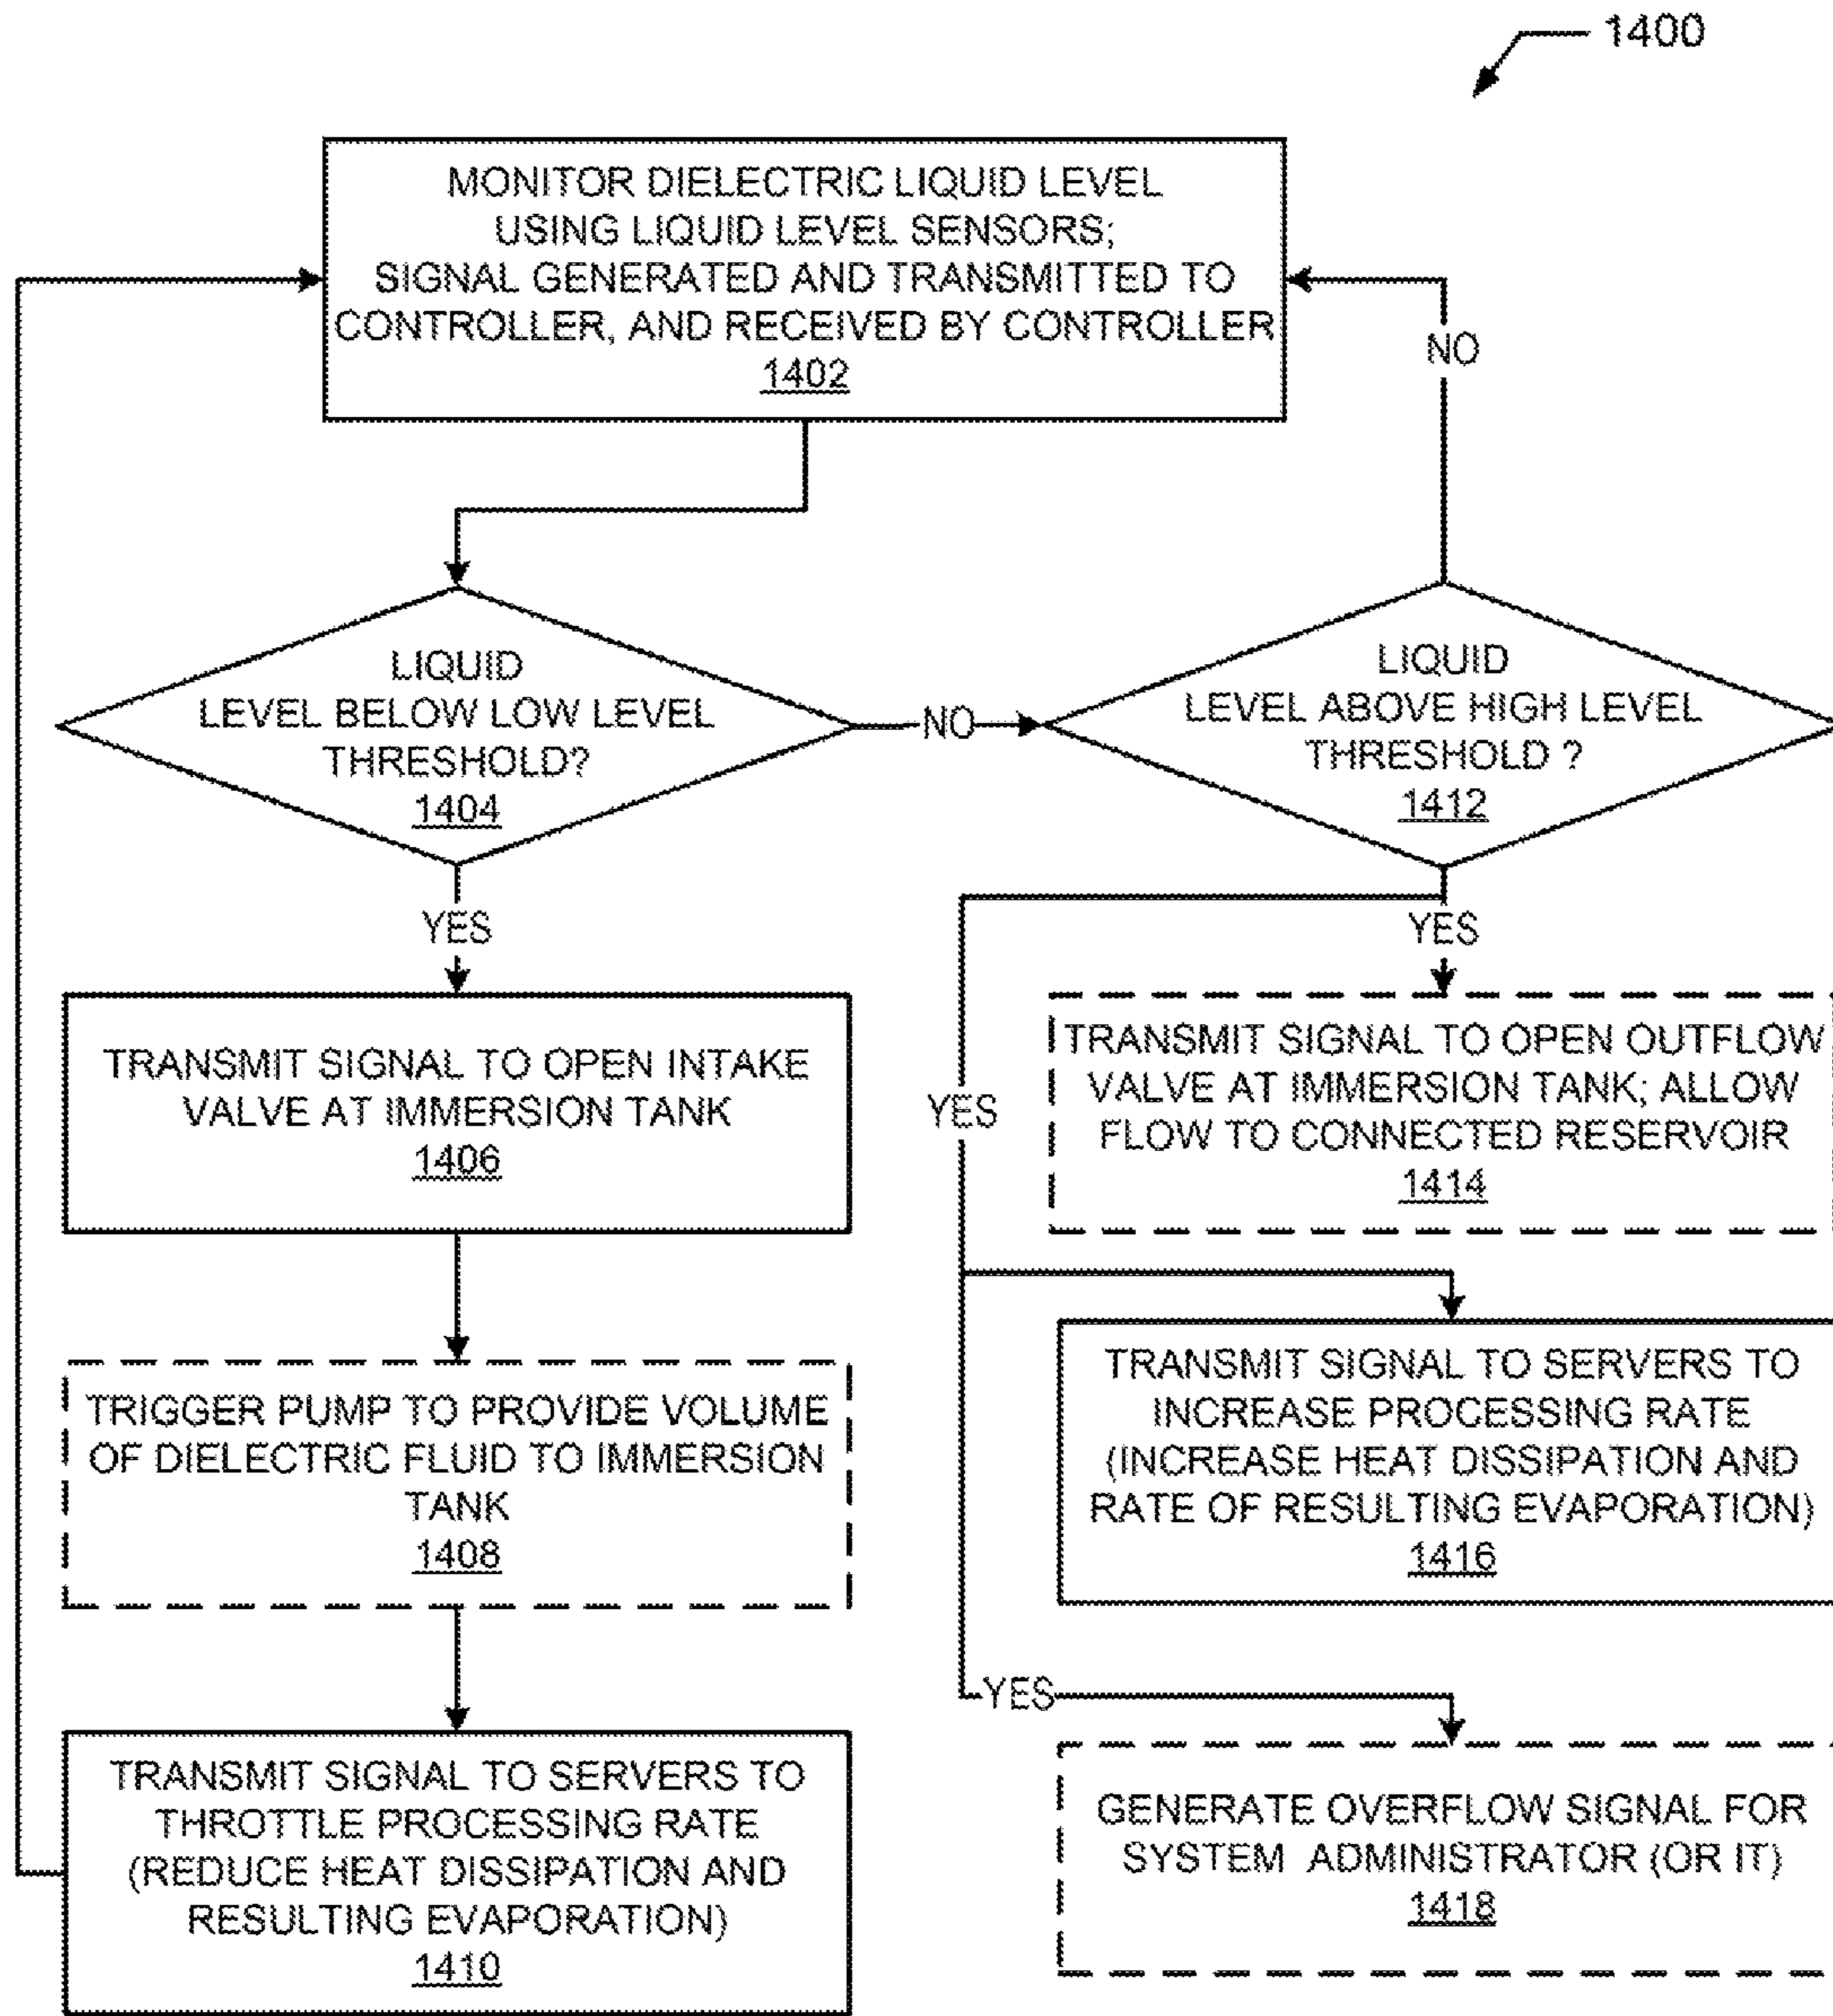 1400
MONITOR DIELECTRIC LIQUID LEVEL
USING LIQUID LEVEL SENSORS;
SIGNAL GENERATED AND TRANSMITTED TO
CONTROLLER, AND RECEIVED BY CONTROLLER
1402
NO
LIQUID
LEVEL BELOW LOW LEVEL
THRESHOLD?
1404
NO
LIQUID
LEVEL ABOVE HIGH LEVEL
THRESHOLD ?
1412
YES
TRANSMIT SIGNAL TO OPEN INTAKE
VALVE AT IMMERSION TANK
1406
TRIGGER PUMP TO PROVIDE VOLUME
OF DIELECTRIC FLUID TO IMMERSION
TANK
1408
TRANSMIT SIGNAL TO SERVERS TO
THROTTLE PROCESSING RATE
(REDUCE HEAT DISSIPATION AND
RESULTING EVAPORATION)
1410
YES
TRANSMIT SIGNAL TO OPEN OUTFLOW
VALVE AT IMMERSION TANK; ALLOW
FLOW TO CONNECTED RESERVOIR
1414
YES
TRANSMIT SIGNAL TO SERVERS TO
INCREASE PROCESSING RATE
(INCREASE HEAT DISSIPATION AND
RATE OF RESULTING EVAPORATION)
1416
YES
GENERATE OVERFLOW SIGNAL FOR
SYSTEM ADMINISTRATOR (OR IT)
1418